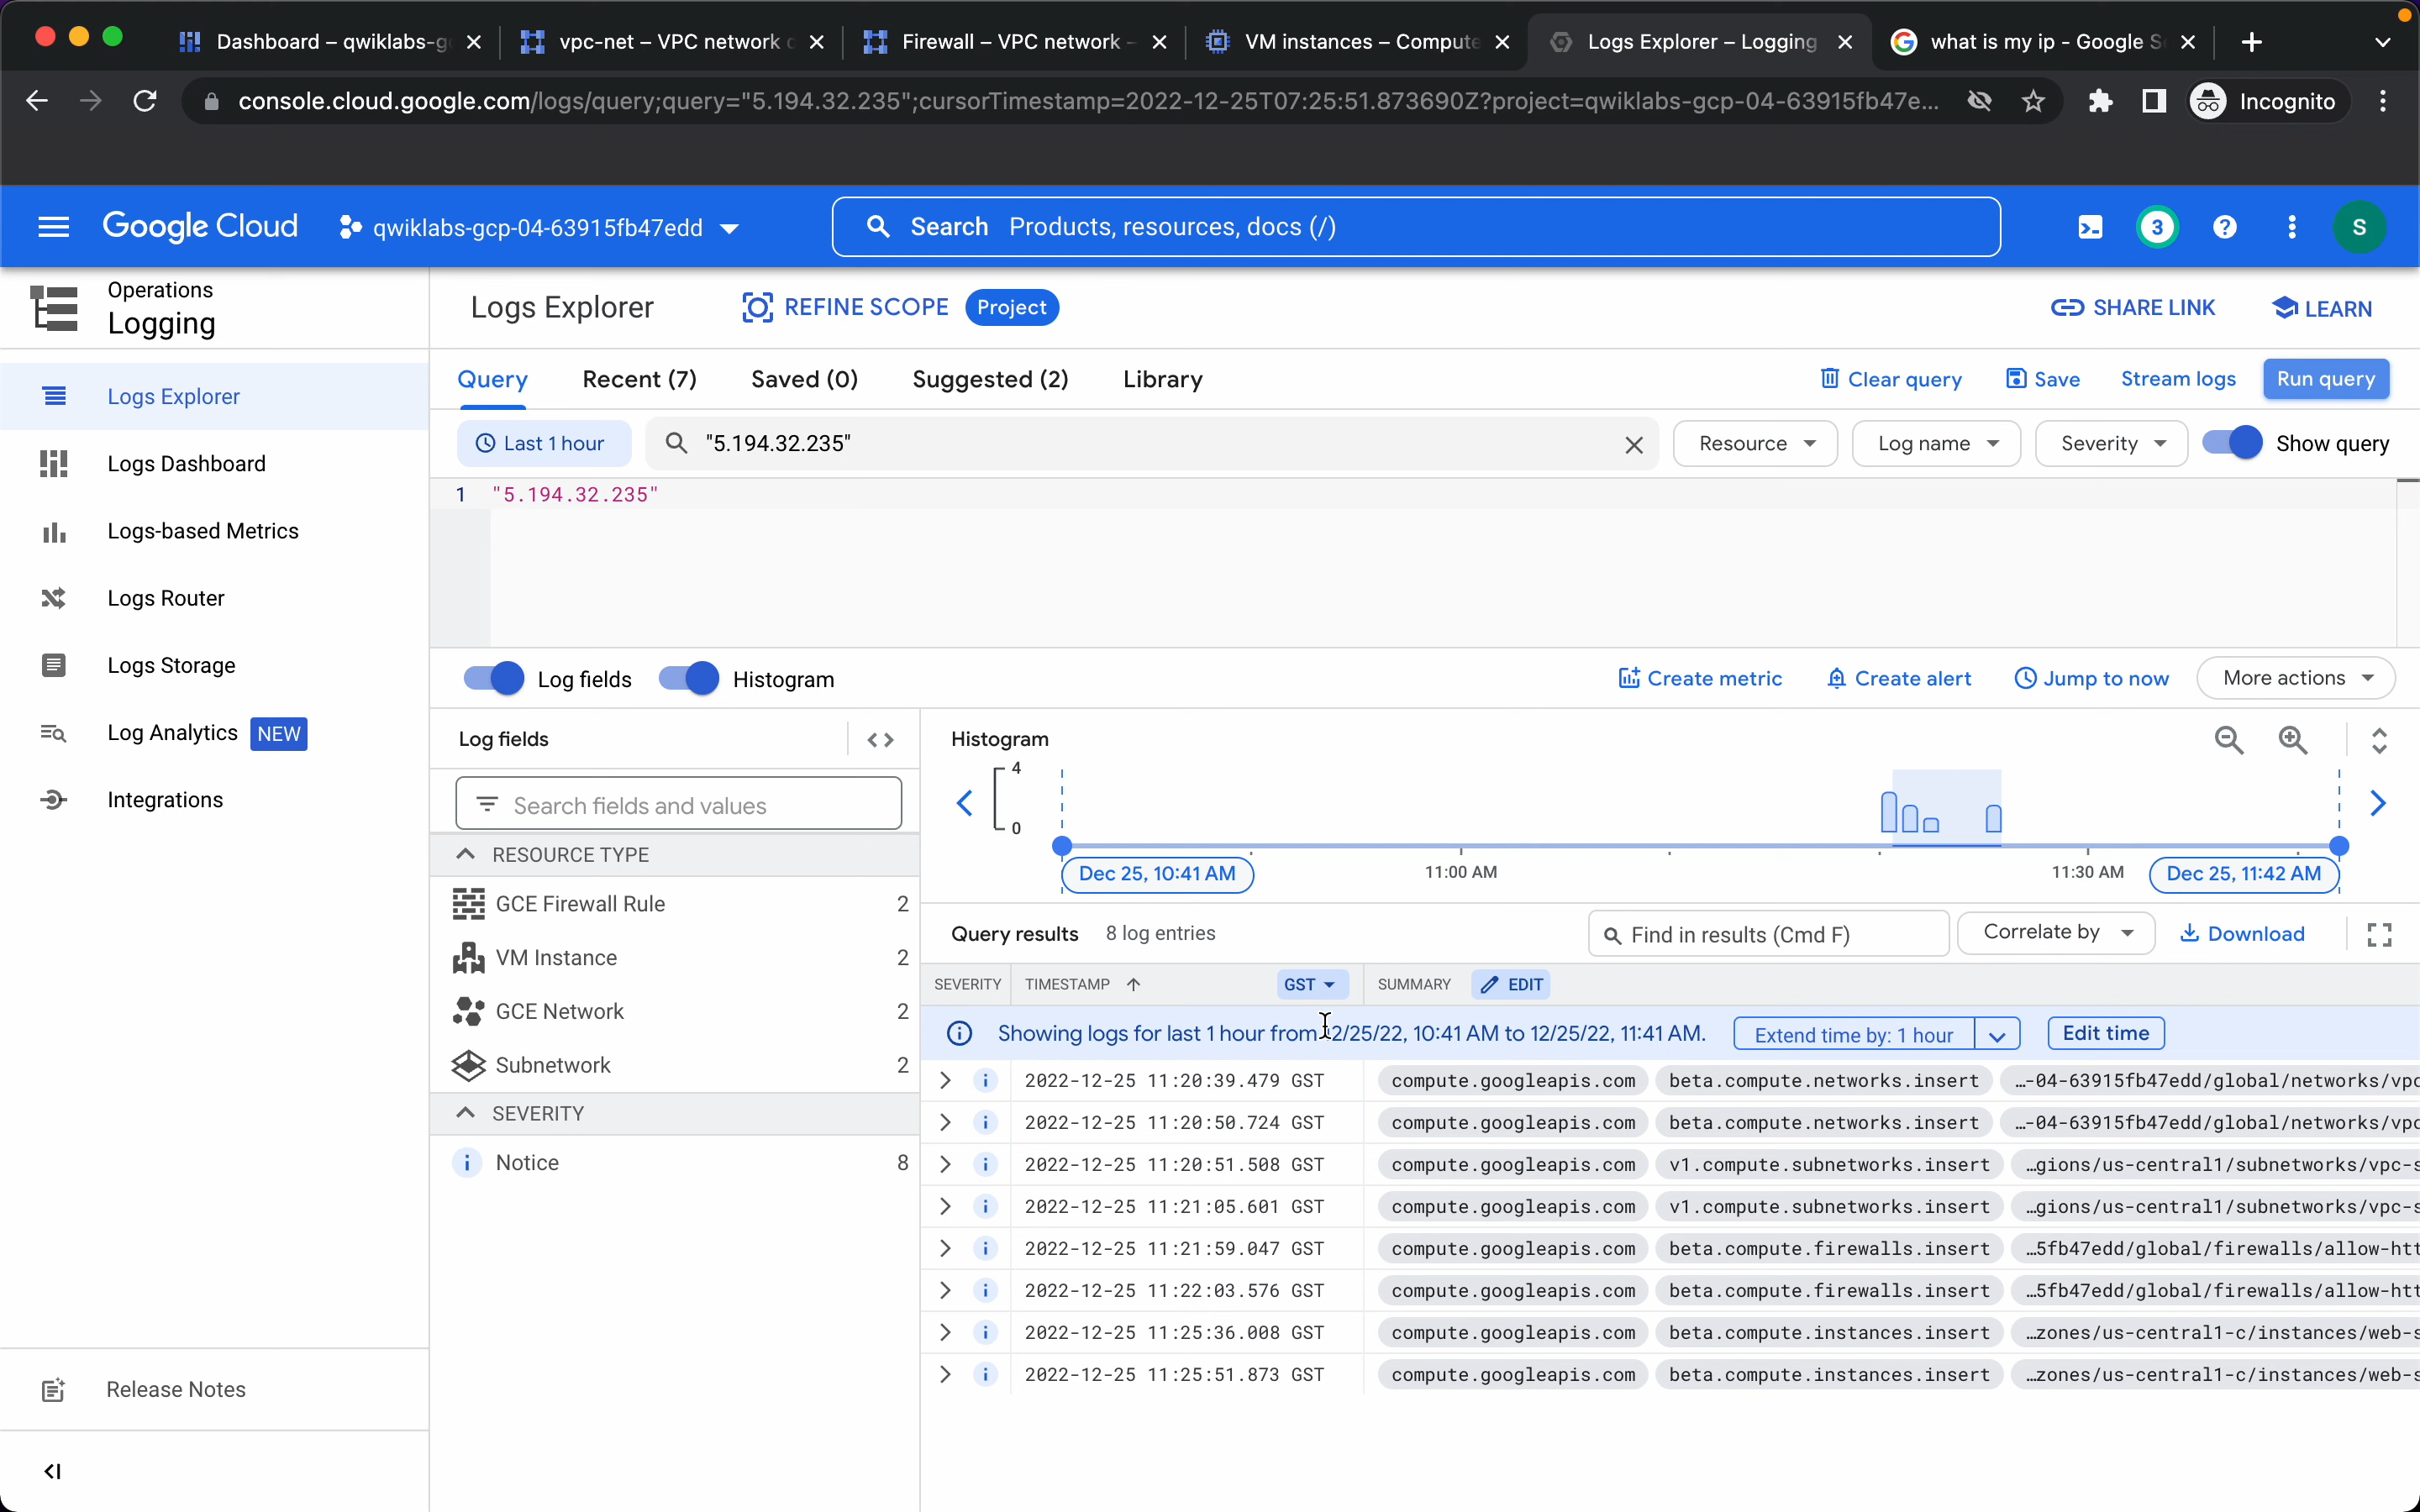 Dashboard – qwiklabs-g
vpc-net – VPC network
Firewall – VPC network –
VM instances – Compute
Logs Explorer – Logging
what is my ip - Google S
console.cloud.google.com/logs/query;query="5.194.32.235";cursorTimestamp=2022-12-25T07:25:51.873690Z?project=qwiklabs-gcp-04-63915fb47e...
Incognito
Google Cloud
qwiklabs-gcp-04-63915fb47edd
Search Products, resources, docs (/)
3
S
Operations
Logging
Logs Explorer
REFINE SCOPE
Project
SHARE LINK
LEARN
Logs Explorer
Logs Dashboard
Logs-based Metrics
Logs Router
Logs Storage
Log Analytics NEW
Integrations
Release Notes
Query
Recent (7)
Saved (0)
Suggested (2)
Library
Clear query
Save
Stream logs
Run query
Last 1 hour
"5.194.32.235"
Resource
Log name
Severity
Show query
1 "5.194.32.235"
Log fields
Histogram
Create metric
Create alert
Jump to now
More actions
Log fields
Search fields and values
RESOURCE TYPE
GCE Firewall Rule 2
VM Instance 2
GCE Network 2
Subnetwork 2
SEVERITY
Notice 8
Histogram
4
0
Dec 25, 10:41 AM
11:00 AM
11:30 AM
Dec 25, 11:42 AM
Query results 8 log entries
Find in results (Cmd F)
Correlate by
Download
SEVERITY TIMESTAMP GST SUMMARY EDIT
Showing logs for last 1 hour from 12/25/22, 10:41 AM to 12/25/22, 11:41 AM. Extend time by: 1 hour Edit time
2022-12-25 11:20:39.479 GST compute.googleapis.com beta.compute.networks.insert …-04-63915fb47edd/global/networks/vpc
2022-12-25 11:20:50.724 GST compute.googleapis.com beta.compute.networks.insert …-04-63915fb47edd/global/networks/vpc
2022-12-25 11:20:51.508 GST compute.googleapis.com v1.compute.subnetworks.insert …gions/us-central1/subnetworks/vpc-s
2022-12-25 11:21:05.601 GST compute.googleapis.com v1.compute.subnetworks.insert …gions/us-central1/subnetworks/vpc-s
2022-12-25 11:21:59.047 GST compute.googleapis.com beta.compute.firewalls.insert …5fb47edd/global/firewalls/allow-htt
2022-12-25 11:22:03.576 GST compute.googleapis.com beta.compute.firewalls.insert …5fb47edd/global/firewalls/allow-htt
2022-12-25 11:25:36.008 GST compute.googleapis.com beta.compute.instances.insert …zones/us-central1-c/instances/web-s
2022-12-25 11:25:51.873 GST compute.googleapis.com beta.compute.instances.insert …zones/us-central1-c/instances/web-s